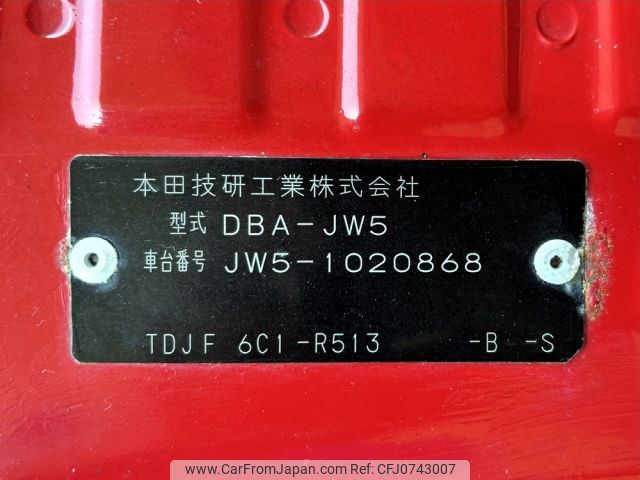 本田技研工業株式会社
型式 DBA-JW5
車台番号 JW5-1020868
TDJF 6C1-R513 -B -S
www.CarFromJapan.com REFNO:CFJ0743007